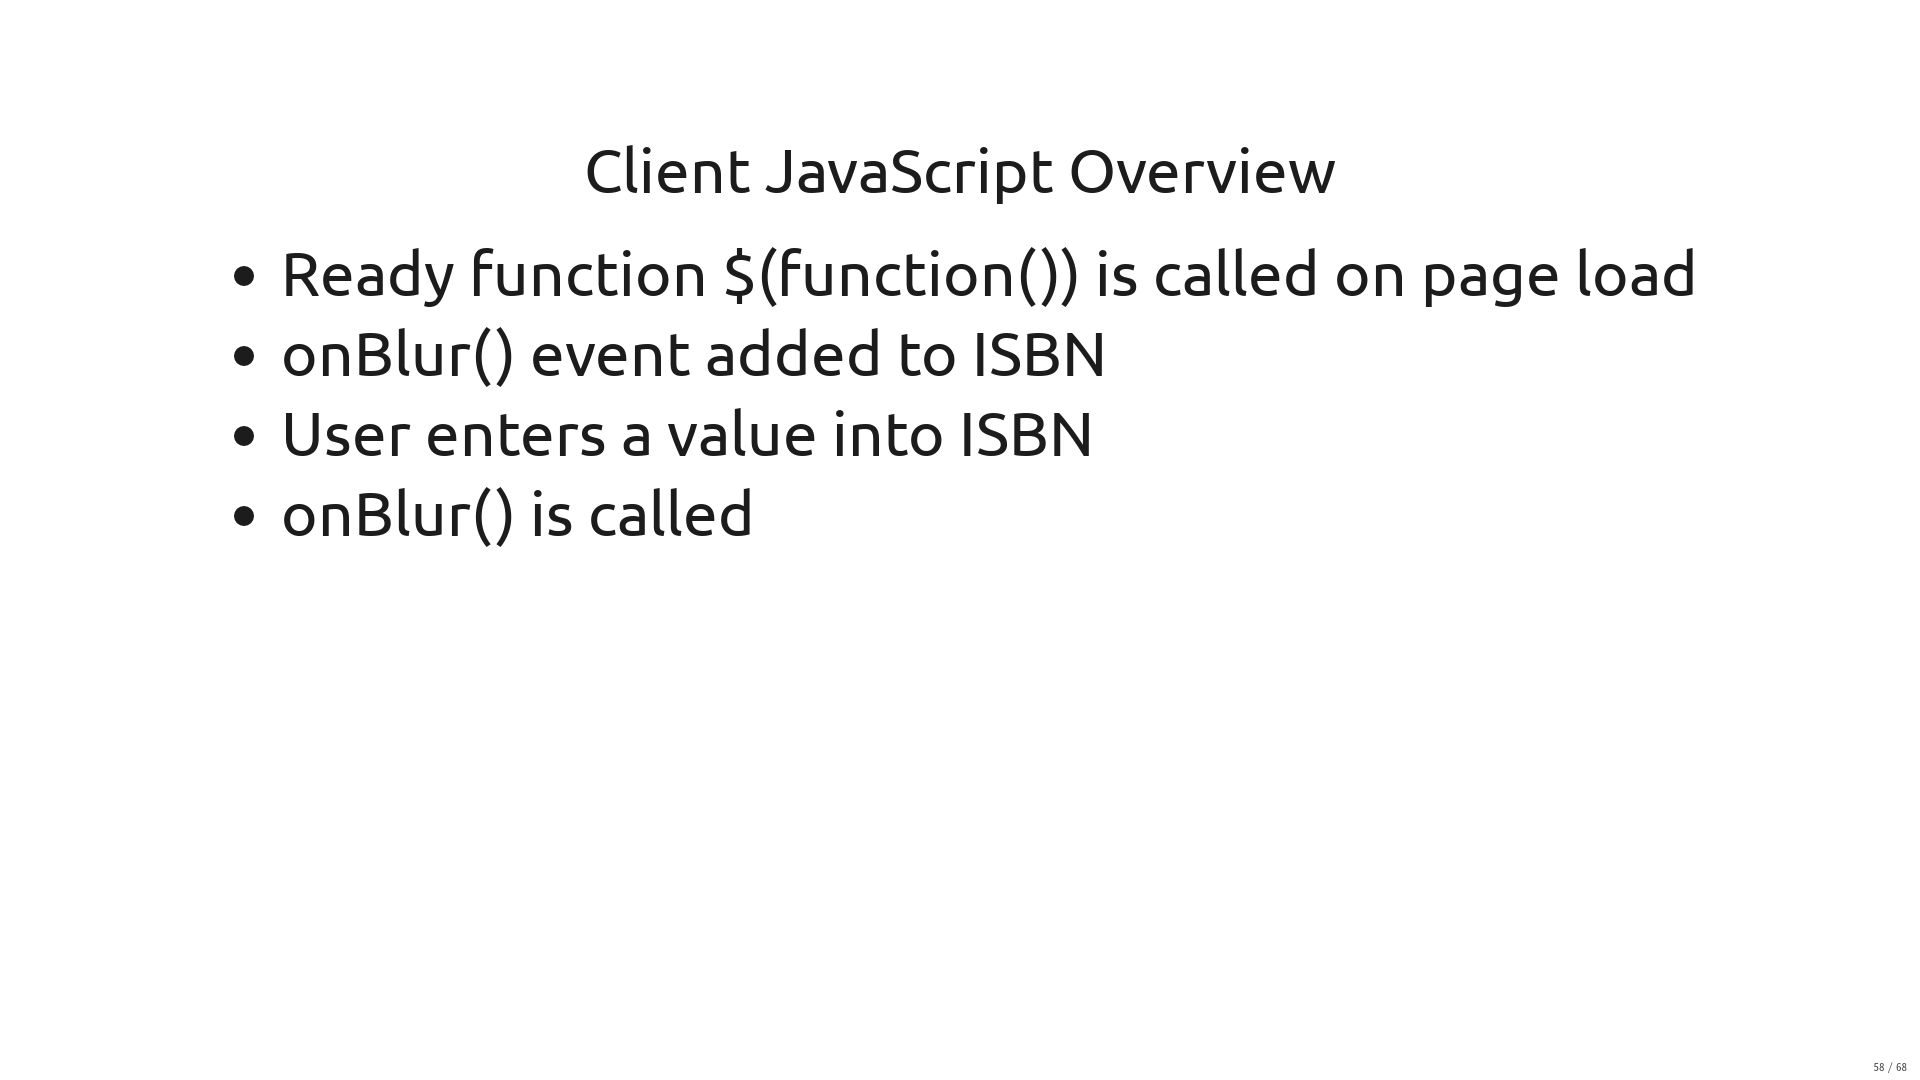 Client JavaScript Overview
• Ready function $(function()) is called on page load
• onBlur() event added to ISBN
• User enters a value into ISBN
• onBlur() is called
58 / 68